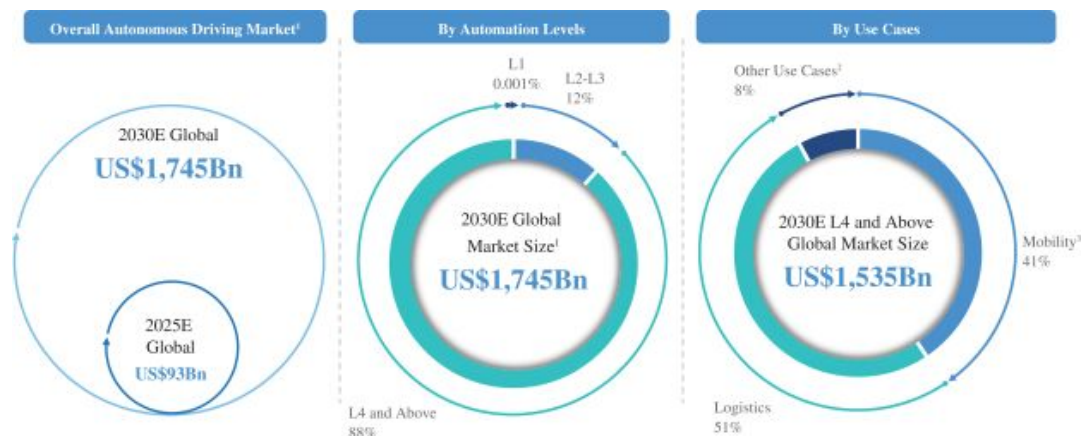 Overall Autonomous Driving Market¹
2030E Global
US$1,745Bn
2025E
Global
US$93Bn
By Automation Levels
L1
0.001%
L2-L3
12%
2030E Global
Market Size¹
US$1,745Bn
L4 and Above
88%
By Use Cases
Other Use Cases²
8%
2030E L4 and Above
Global Market Size
US$1,535Bn
Mobility³
41%
Logistics
51%